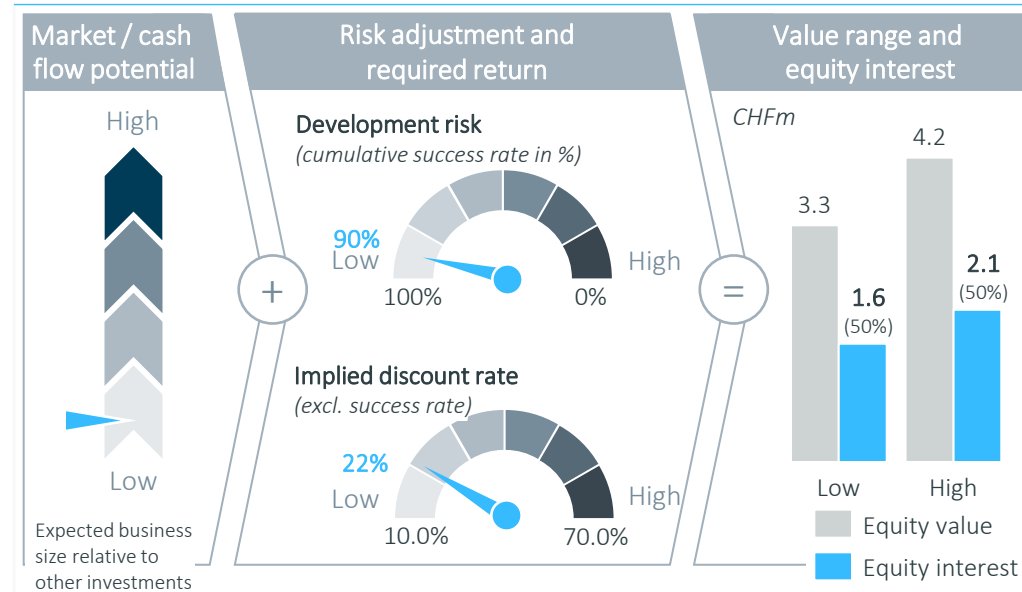 Market / cash
flow potential
High
Low
Expected business
size relative to
other investments
+
Risk adjustment and
required return
Development risk
(cumulative success rate in %)
90%
Low
High
100%
0%
Implied discount rate
(excl. success rate)
22%
Low
High
10.0%
70.0%
=
Value range and
equity interest
CHFm
3.3
1.6
(50%)
4.2
2.1
(50%)
Low
High
Equity value
Equity interest